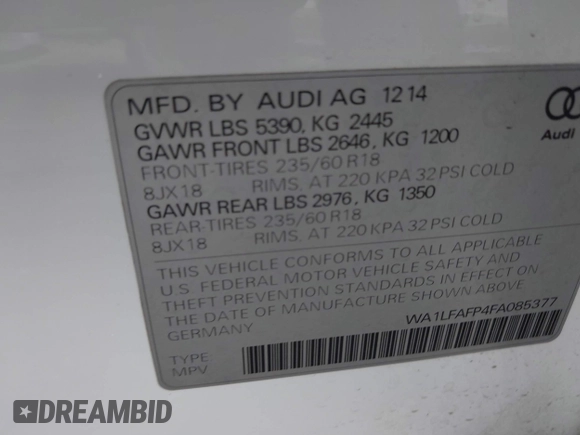 MFD. BY AUDI AG 12 14
GVWR LBS 5390, KG 2445
GAWR FRONT LBS 2646, KG 1200
FRONT-TIRES 235/60 R18
8JX18 RIMS, AT 220 KPA 32 PSI COLD
GAWR REAR LBS 2976, KG 1350
REAR-TIRES 235/60 R18
8JX18 RIMS, AT 220 KPA 32 PSI COLD
Audi
THIS VEHICLE CONFORMS TO ALL APPLICABLE
U.S. FEDERAL MOTOR VEHICLE SAFETY AND
THEFT PREVENTION STANDARDS IN EFFECT ON
THE DATE OF MANUFACTURE SHOWN ABOVE
GERMANY
WA1LFAFP4FA085377
TYPE
MPV
DREAMBID